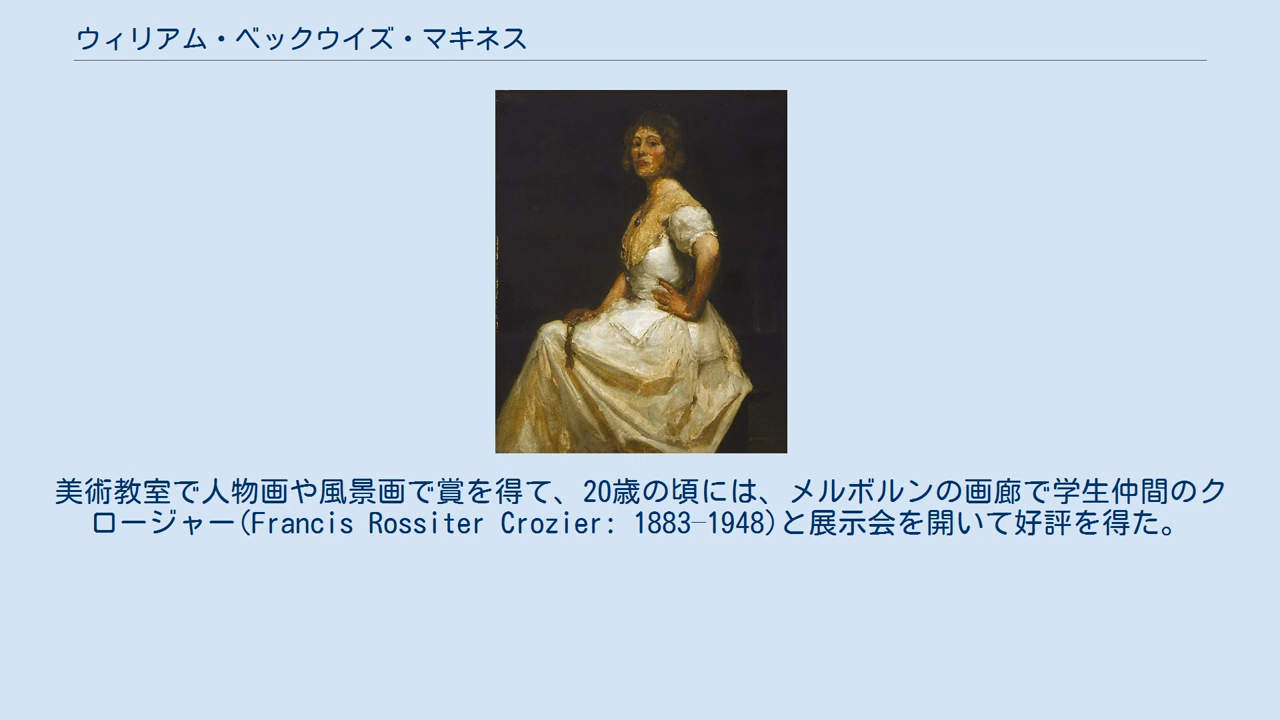 ウィリアム・ベックウイズ・マキネス
美術教室で人物画や風景画で賞を得て、20歳の頃には、メルボルンの画廊で学生仲間のク
ロージャー(Francis Rossiter Crozier: 1883–1948)と展示会を開いて好評を得た。